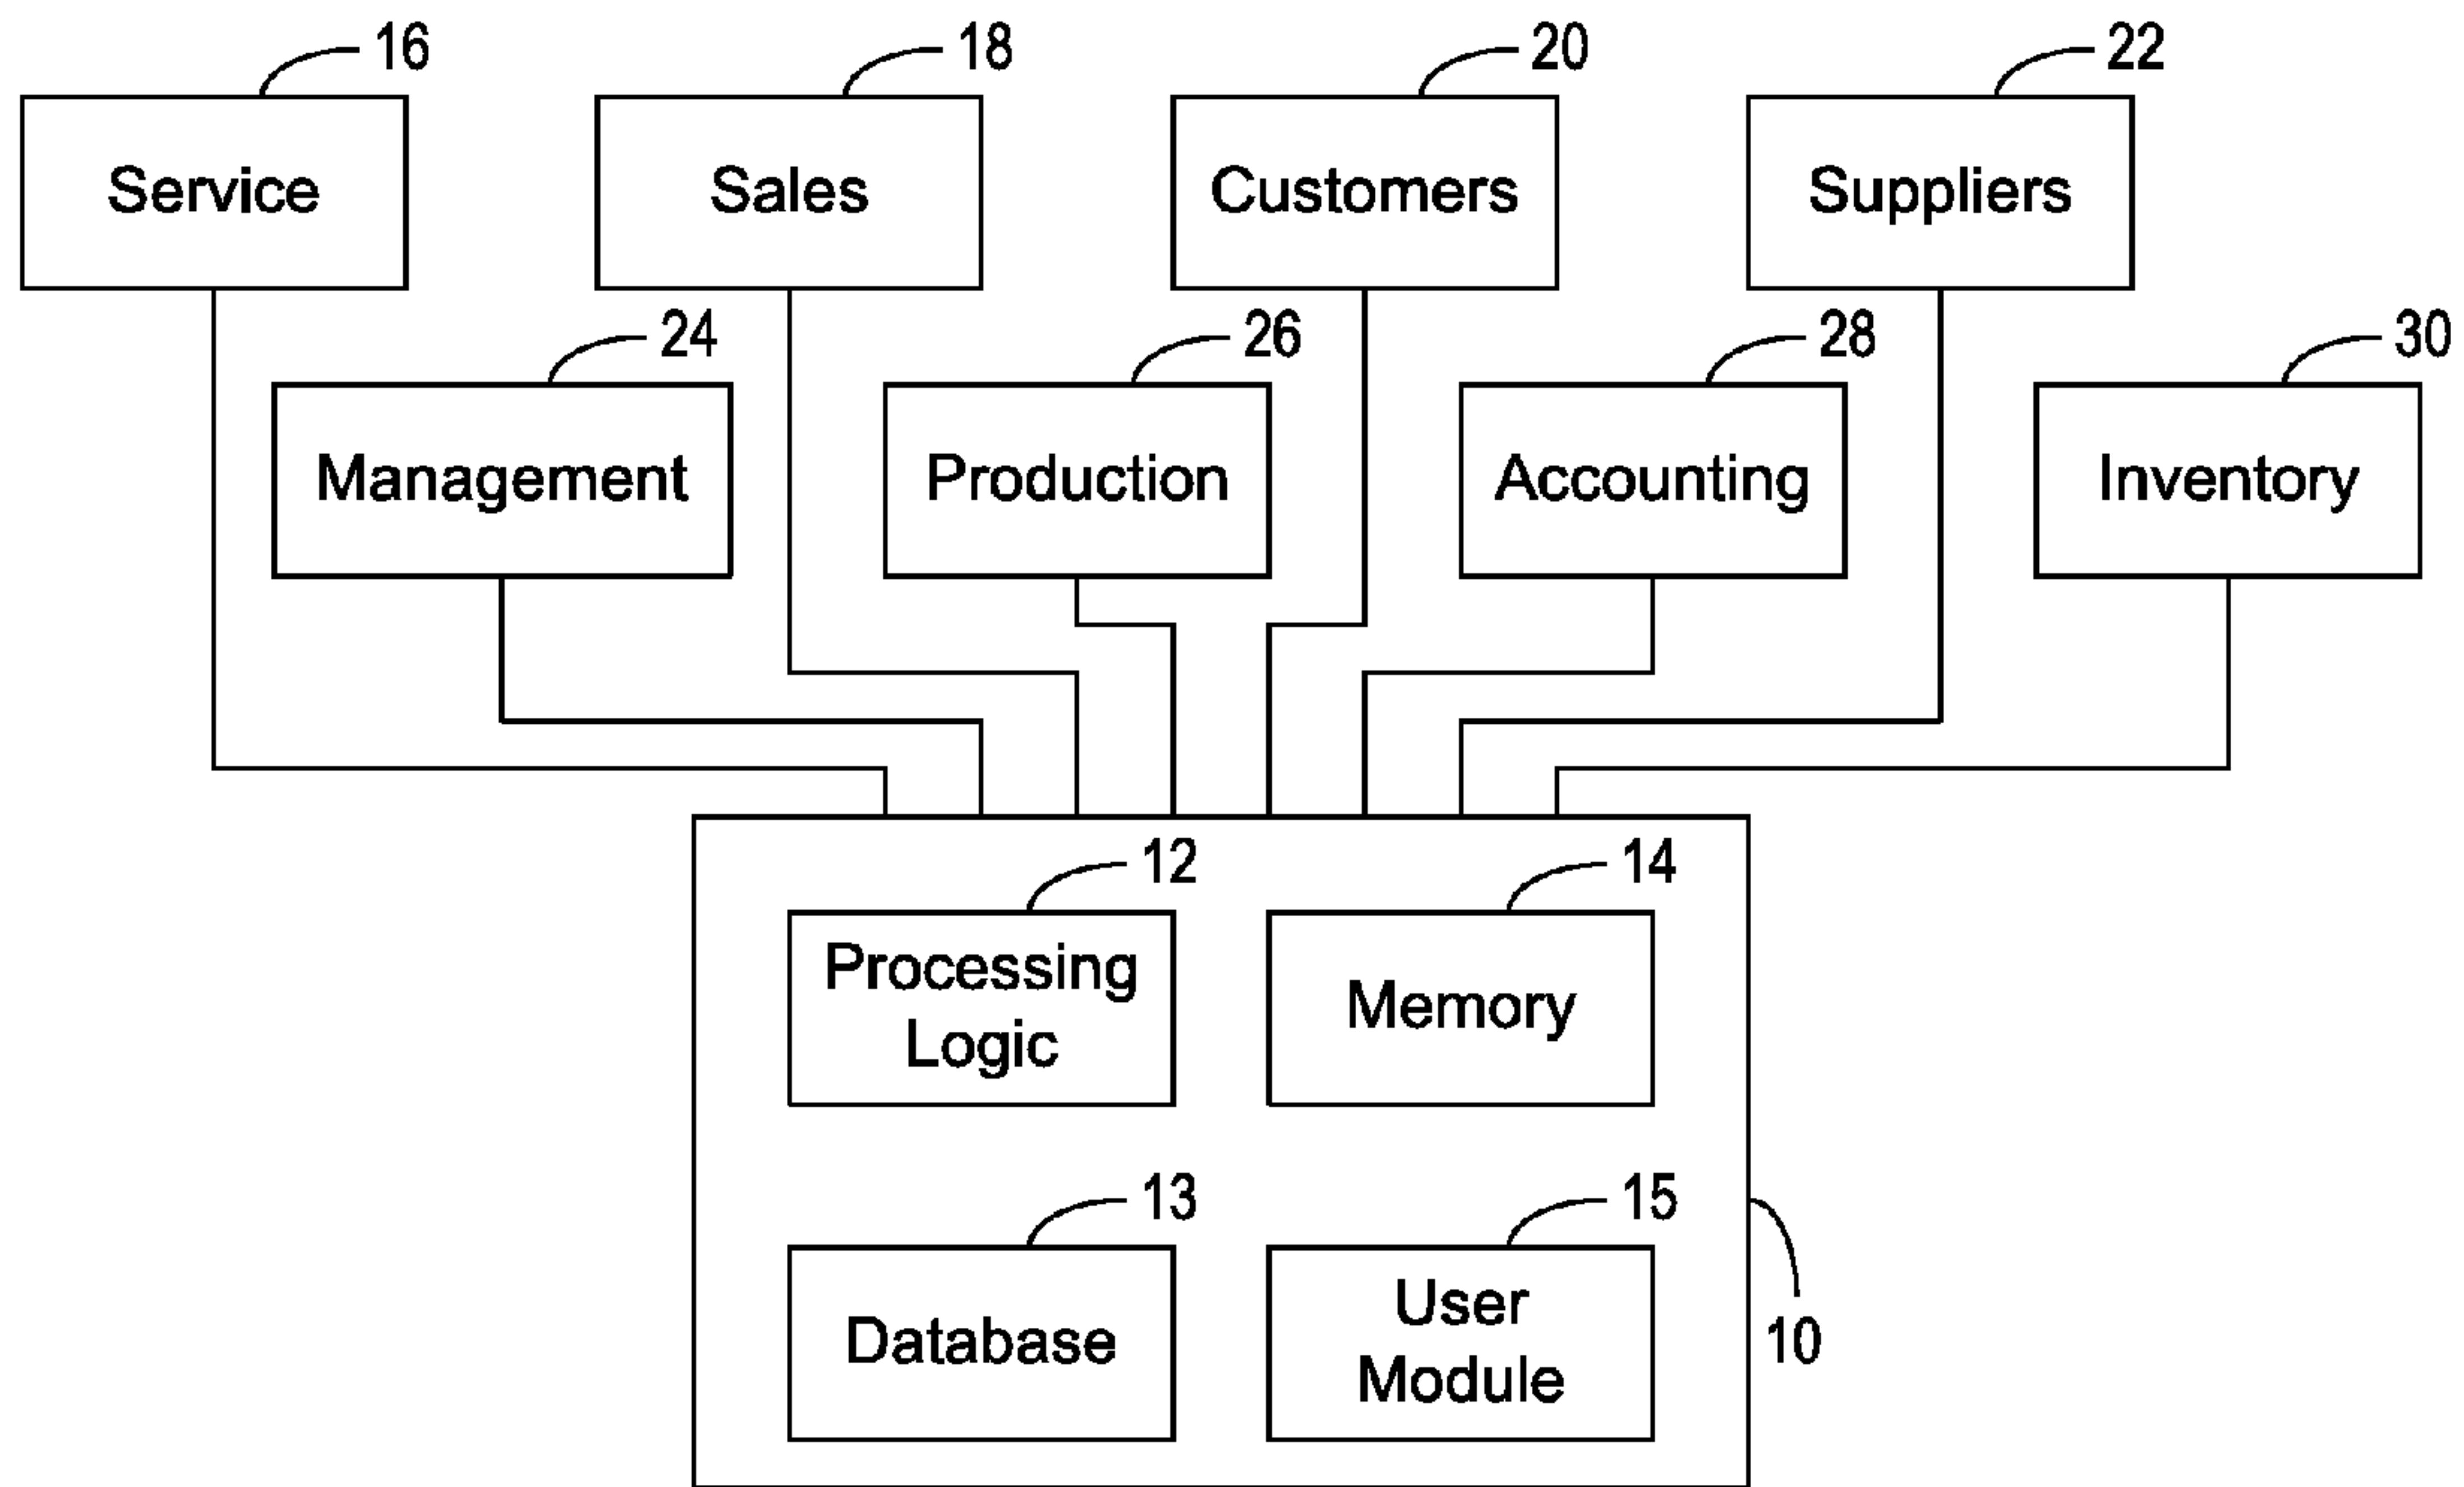 16
18
20
22
Service
Sales
Customers
Suppliers
24
26
28
30
Management
Production
Accounting
Inventory
12
14
Processing
Logic
Memory
13
15
Database
User
Module
10